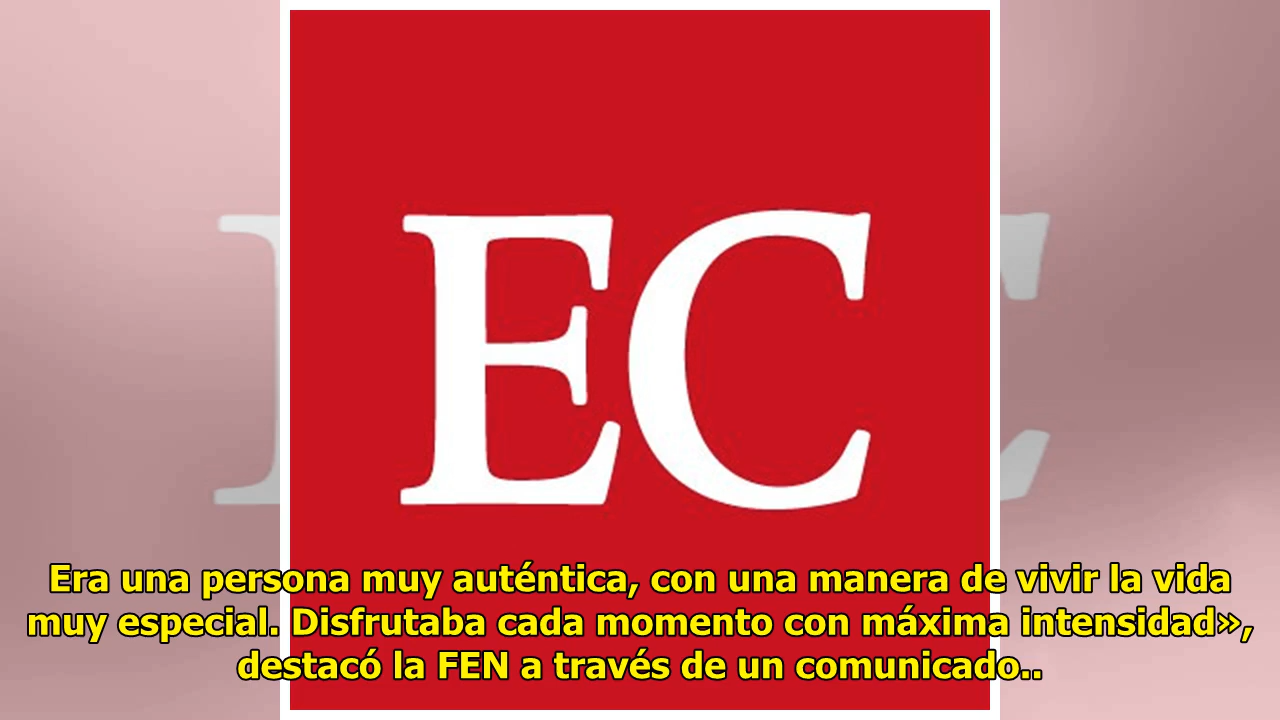 EC
Era una persona muy auténtica, con una manera de vivir la vida
muy especial. Disfrutaba cada momento con máxima intensidad»,
destacó la FEN a través de un comunicado..